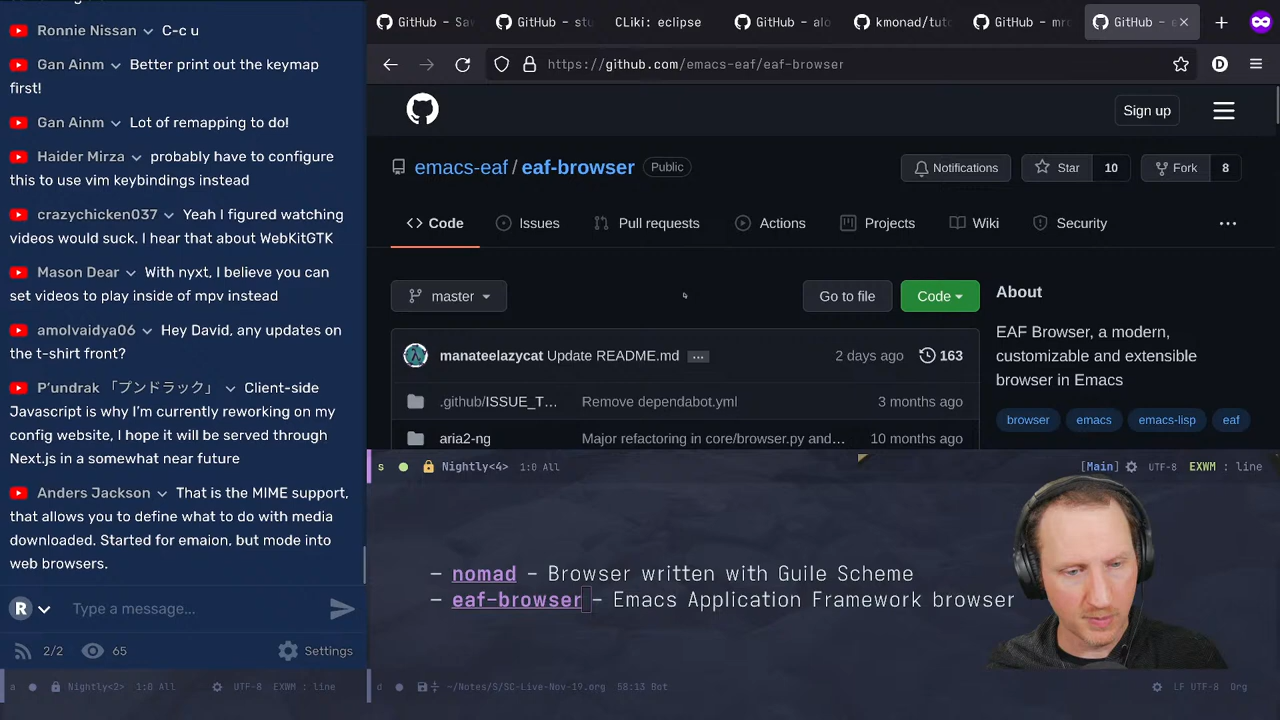 Ronnie Nissan C-c u
Gan Ainm Better print out the keymap
first!
Gan Ainm Lot of remapping to do!
Haider Mirza probably have to configure
this to use vim keybindings instead
crazychicken037 Yeah I figured watching
videos would suck. I hear that about WebKitGTK
Mason Dear With nyxt, I believe you can
set videos to play inside of mpv instead
amolvaidya06 Hey David, any updates on
the t-shirt front?
P'undrak 「プンドラック」 Client-side
Javascript is why I'm currently reworking on my
config website, I hope it will be served through
Next.js in a somewhat near future
Anders Jackson That is the MIME support,
that allows you to define what to do with media
downloaded. Started for emaion, but mode into
web browsers.
R Type a message...
2/2 65 Settings
a Nightly<2> 1:0 All UTF-8 EXWM : line
GitHub - Sav GitHub - stu CLiki: eclipse GitHub - alo kmonad/tuto GitHub - mro GitHub - e
https://github.com/emacs-eaf/eaf-browser
Sign up
emacs-eaf / eaf-browser Public Notifications Star 10 Fork 8
Code Issues Pull requests Actions Projects Wiki Security ...
master Go to file Code
manateelazycat Update README.md ... 2 days ago 163
.github/ISSUE_T... Remove dependabot.yml 3 months ago
aria2-ng Major refactoring in core/browser.py and... 10 months ago
About
EAF Browser, a modern,
customizable and extensible
browser in Emacs
browser emacs emacs-lisp eaf
s Nightly<4> 1:0 All [Main] UTF-8 EXWM : line
- nomad - Browser written with Guile Scheme
- eaf-browser - Emacs Application Framework browser
d ~/Notes/S/SC-Live-Nov-19.org 58:13 Bot LF UTF-8 Org